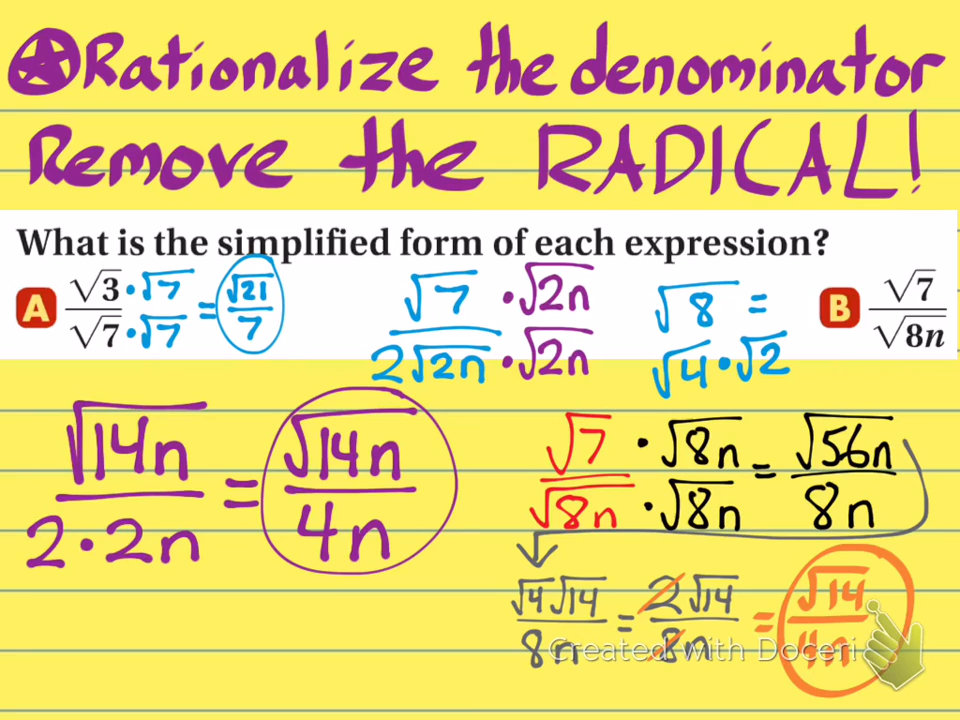 Rationalize the denominator
Remove the RADICAL!
What is the simplified form of each expression?
A √3/√7 · √7/√7 = √21/7
√7/2√2n · √2n/√2n
√8 =
√4 · √2
B √7/√8n
√14n/2·2n = √14n/4n
√7/√8n · √8n/√8n = √56n/8n
√4√14/8n = 2√14/8n = √14/4n
Created with Doceri